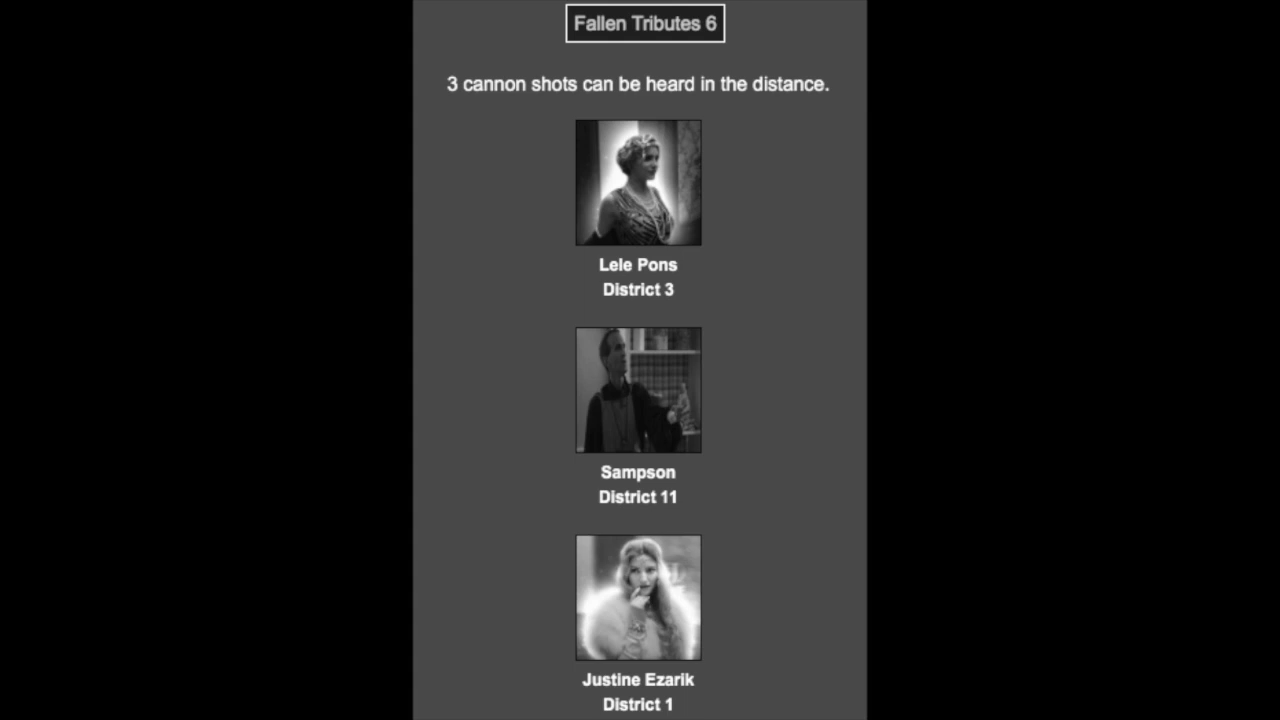 Fallen Tributes 6
3 cannon shots can be heard in the distance.
Lele Pons
District 3
Sampson
District 11
Justine Ezarik
District 1